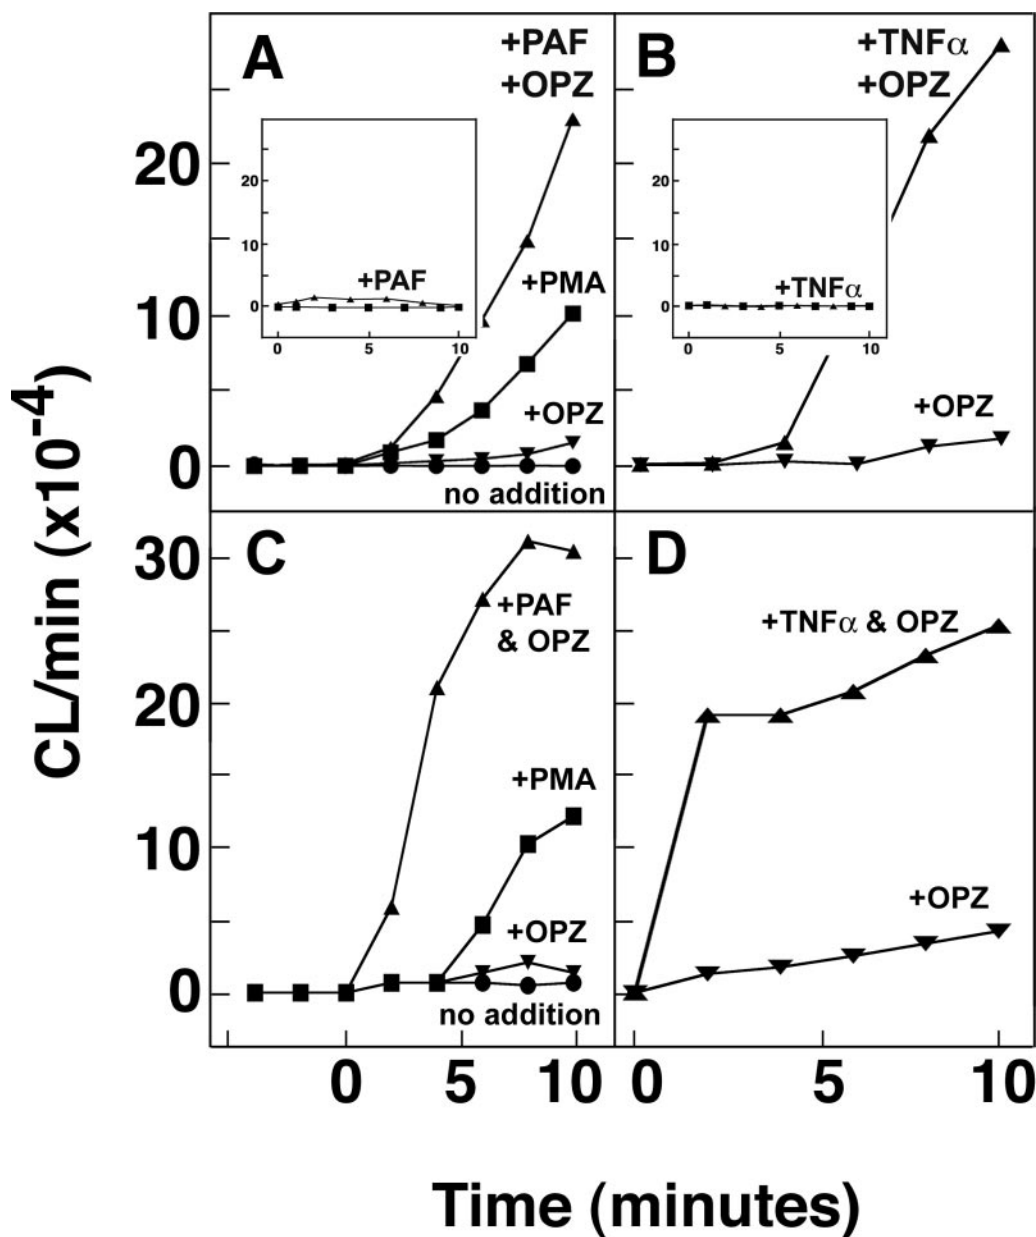 A
+PAF
+OPZ
20
10
0
20
10
0
0
5
10
+PAF
+PMA
+OPZ
no addition
B
+TNFα
+OPZ
20
10
0
0
5
10
+TNFα
+OPZ
CL/min (x10⁻⁴)
C
30
20
10
0
+PAF
& OPZ
+PMA
+OPZ
no addition
0
5
10
D
+TNFα & OPZ
+OPZ
0
5
10
Time (minutes)